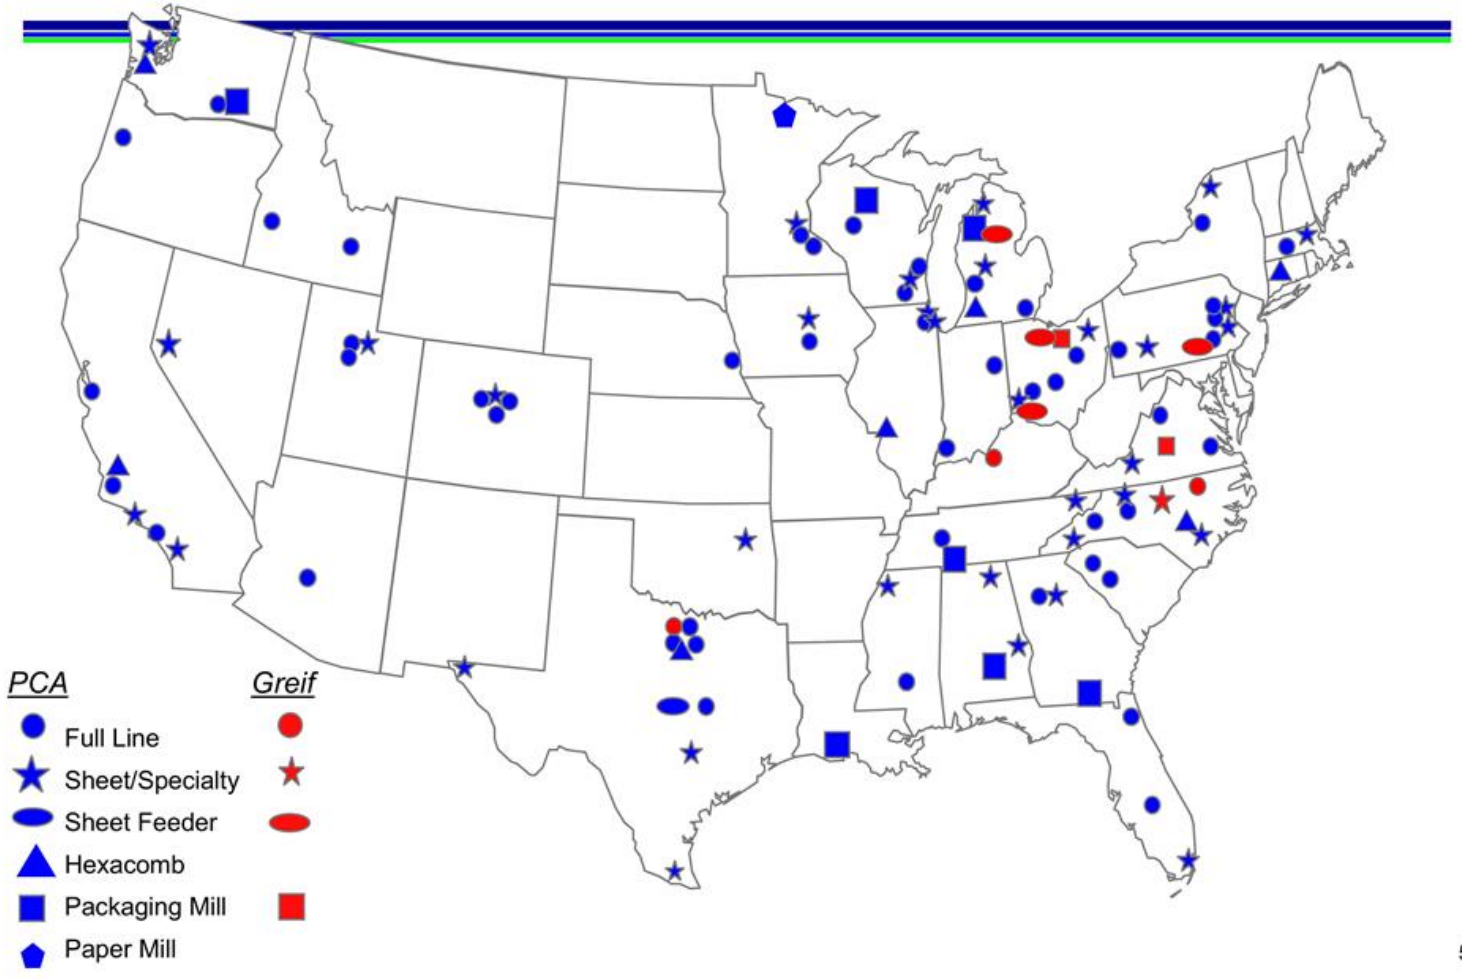 PCA Greif
Full Line
Sheet/Specialty
Sheet Feeder
Hexacomb
Packaging Mill
Paper Mill